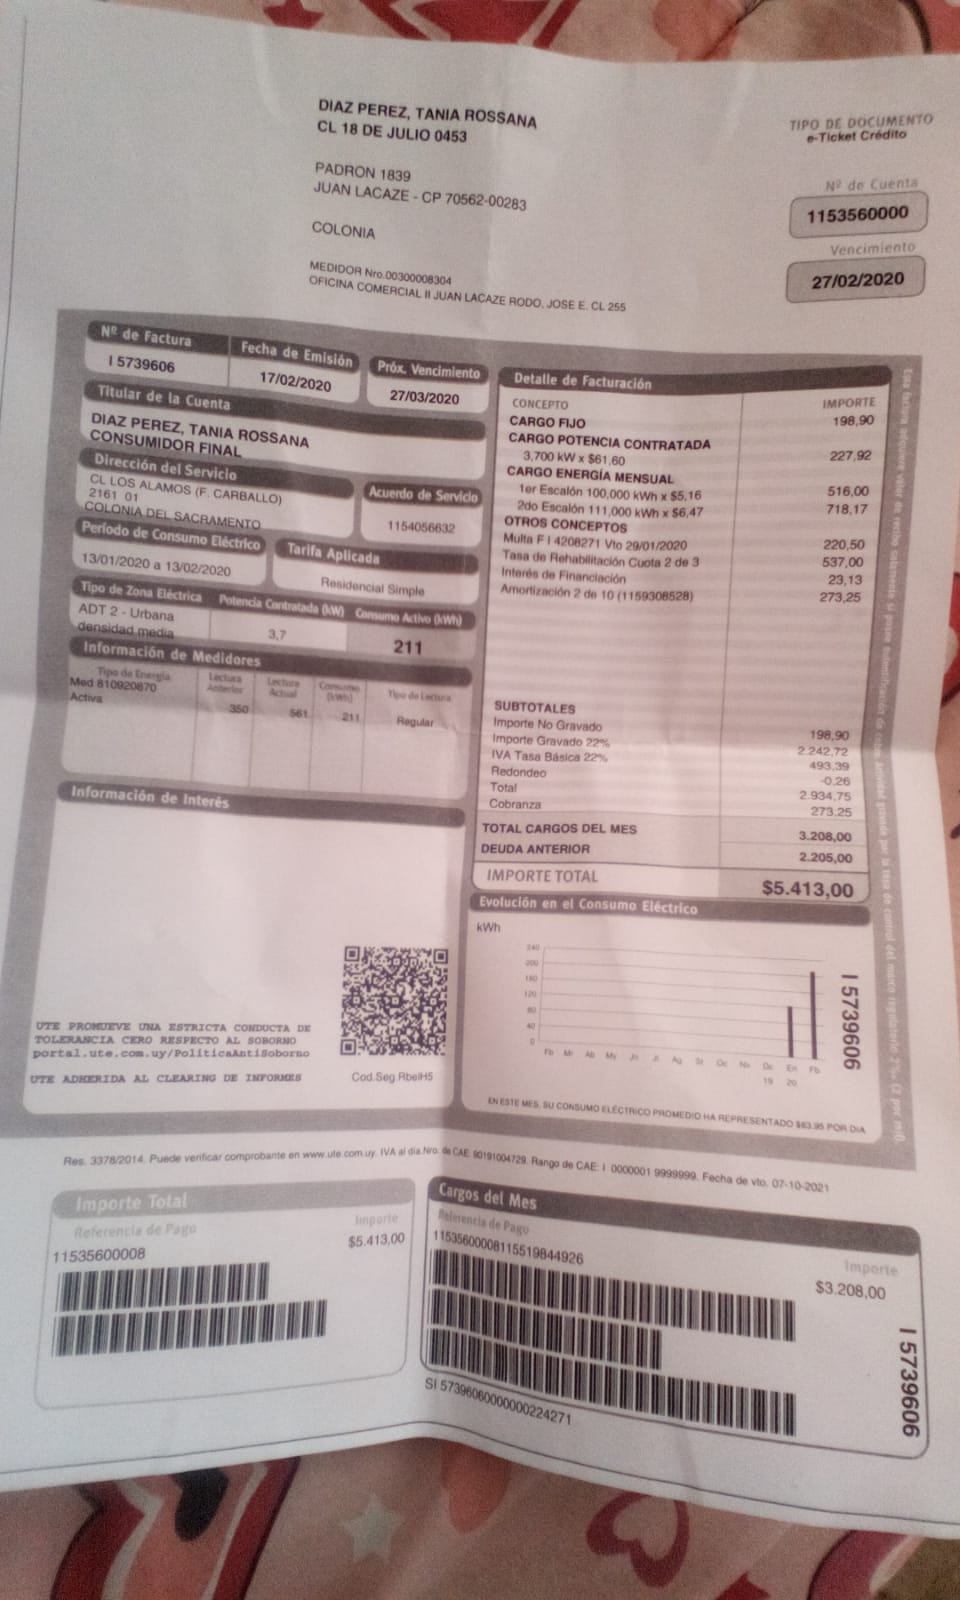 DIAZ PEREZ, TANIA ROSSANA
CL 18 DE JULIO 0453
PADRON 1839
JUAN LACAZE - CP 70562-00283
COLONIA
MEDIDOR Nro.00300008304
OFICINA COMERCIAL II JUAN LACAZE RODO, JOSE E. CL 255
TIPO DE DOCUMENTO
e-Ticket Crédito
Nº de Cuenta
1153560000
Vencimiento
27/02/2020
Nº de Factura
I 5739606
Fecha de Emisión
17/02/2020
Próx. Vencimiento
27/03/2020
Titular de la Cuenta
DIAZ PEREZ, TANIA ROSSANA
CONSUMIDOR FINAL
Dirección del Servicio
CL LOS ALAMOS (F. CARBALLO)
2161 01
COLONIA DEL SACRAMENTO
Acuerdo de Servicio
1154056632
Período de Consumo Eléctrico
13/01/2020 a 13/02/2020
Tarifa Aplicada
Residencial Simple
Tipo de Zona Eléctrica
ADT 2 - Urbana
densidad media
Potencia Contratada (kW)
3,7
Consumo Activo (kWh)
211
Información de Medidores
Tipo de Energía Lectura Anterior Lectura Actual Consumo (kWh) Tipo de Lectura
Med 810920870
Activa 350 561 211 Regular
Información de Interés
UTE PROMUEVE UNA ESTRICTA CONDUCTA DE
TOLERANCIA CERO RESPECTO AL SOBORNO
portal.ute.com.uy/PoliticaAntiSoborno
UTE ADHERIDA AL CLEARING DE INFORMES
Cod.Seg.RbelH5
Detalle de Facturación
CONCEPTO IMPORTE
CARGO FIJO 198,90
CARGO POTENCIA CONTRATADA
3,700 kW x $61,60 227,92
CARGO ENERGÍA MENSUAL
1er Escalón 100,000 kWh x $5,16 516,00
2do Escalón 111,000 kWh x $6,47 718,17
OTROS CONCEPTOS
Multa F I 4208271 Vto 29/01/2020 220,50
Tasa de Rehabilitación Cuota 2 de 3 537,00
Interés de Financiación 23,13
Amortización 2 de 10 (1159308528) 273,25
SUBTOTALES
Importe No Gravado 198,90
Importe Gravado 22% 2.242,72
IVA Tasa Básica 22% 493,39
Redondeo -0,26
Total 2.934,75
Cobranza 273,25
TOTAL CARGOS DEL MES 3.208,00
DEUDA ANTERIOR 2.205,00
IMPORTE TOTAL $5.413,00
Evolución en el Consumo Eléctrico
kWh
240
200
160
120
80
40
0
Fb Mr Ab My Jn Jl Ag St Oc Nv Dc En Fb
19 20
I 5739606
EN ESTE MES, SU CONSUMO ELÉCTRICO PROMEDIO HA REPRESENTADO $63,95 POR DIA
Res. 3378/2014. Puede verificar comprobante en www.ute.com.uy. IVA al día.Nro. de CAE: 90191004729. Rango de CAE: I 0000001 9999999. Fecha de vto. 07-10-2021
Importe Total
Referencia de Pago Importe
11535600008 $5.413,00
Cargos del Mes
Referencia de Pago
11535600008115519844926
Importe
$3.208,00
SI 57396060000000224271
I 5739606